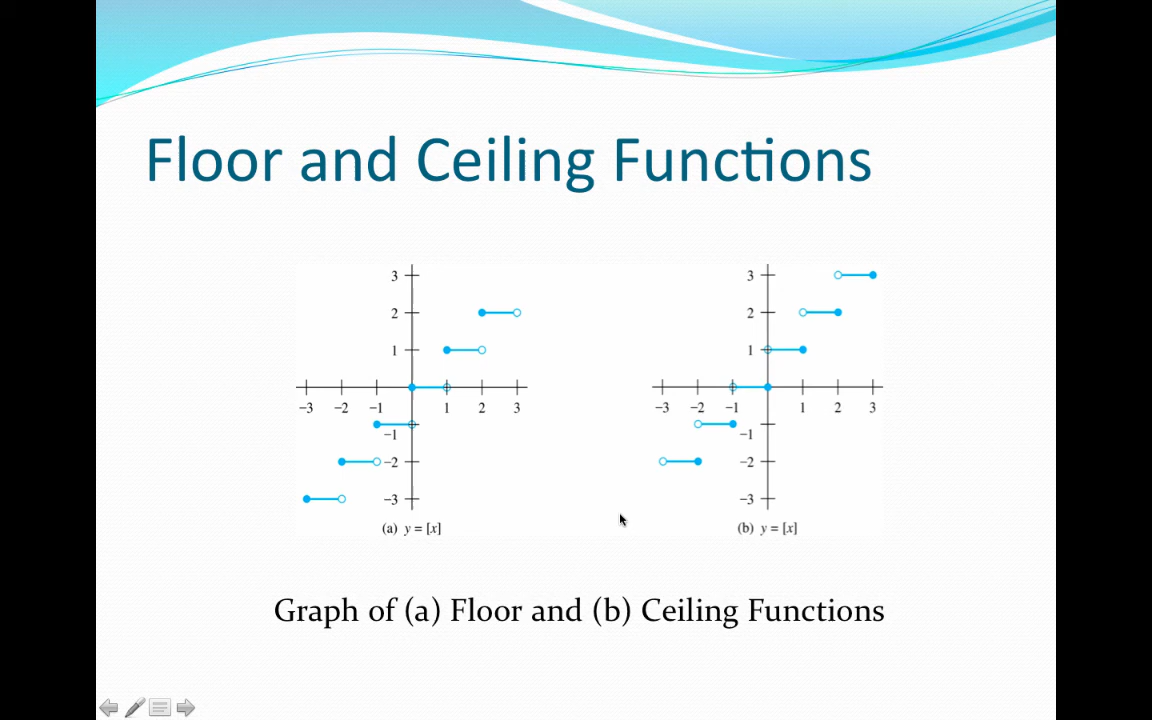 Floor and Ceiling Functions
3
2
1
−3 −2 −1 1 2 3
−1
−2
−3
(a) y = [x]
3
2
1
−3 −2 −1 1 2 3
−1
−2
−3
(b) y = [x]
Graph of (a) Floor and (b) Ceiling Functions